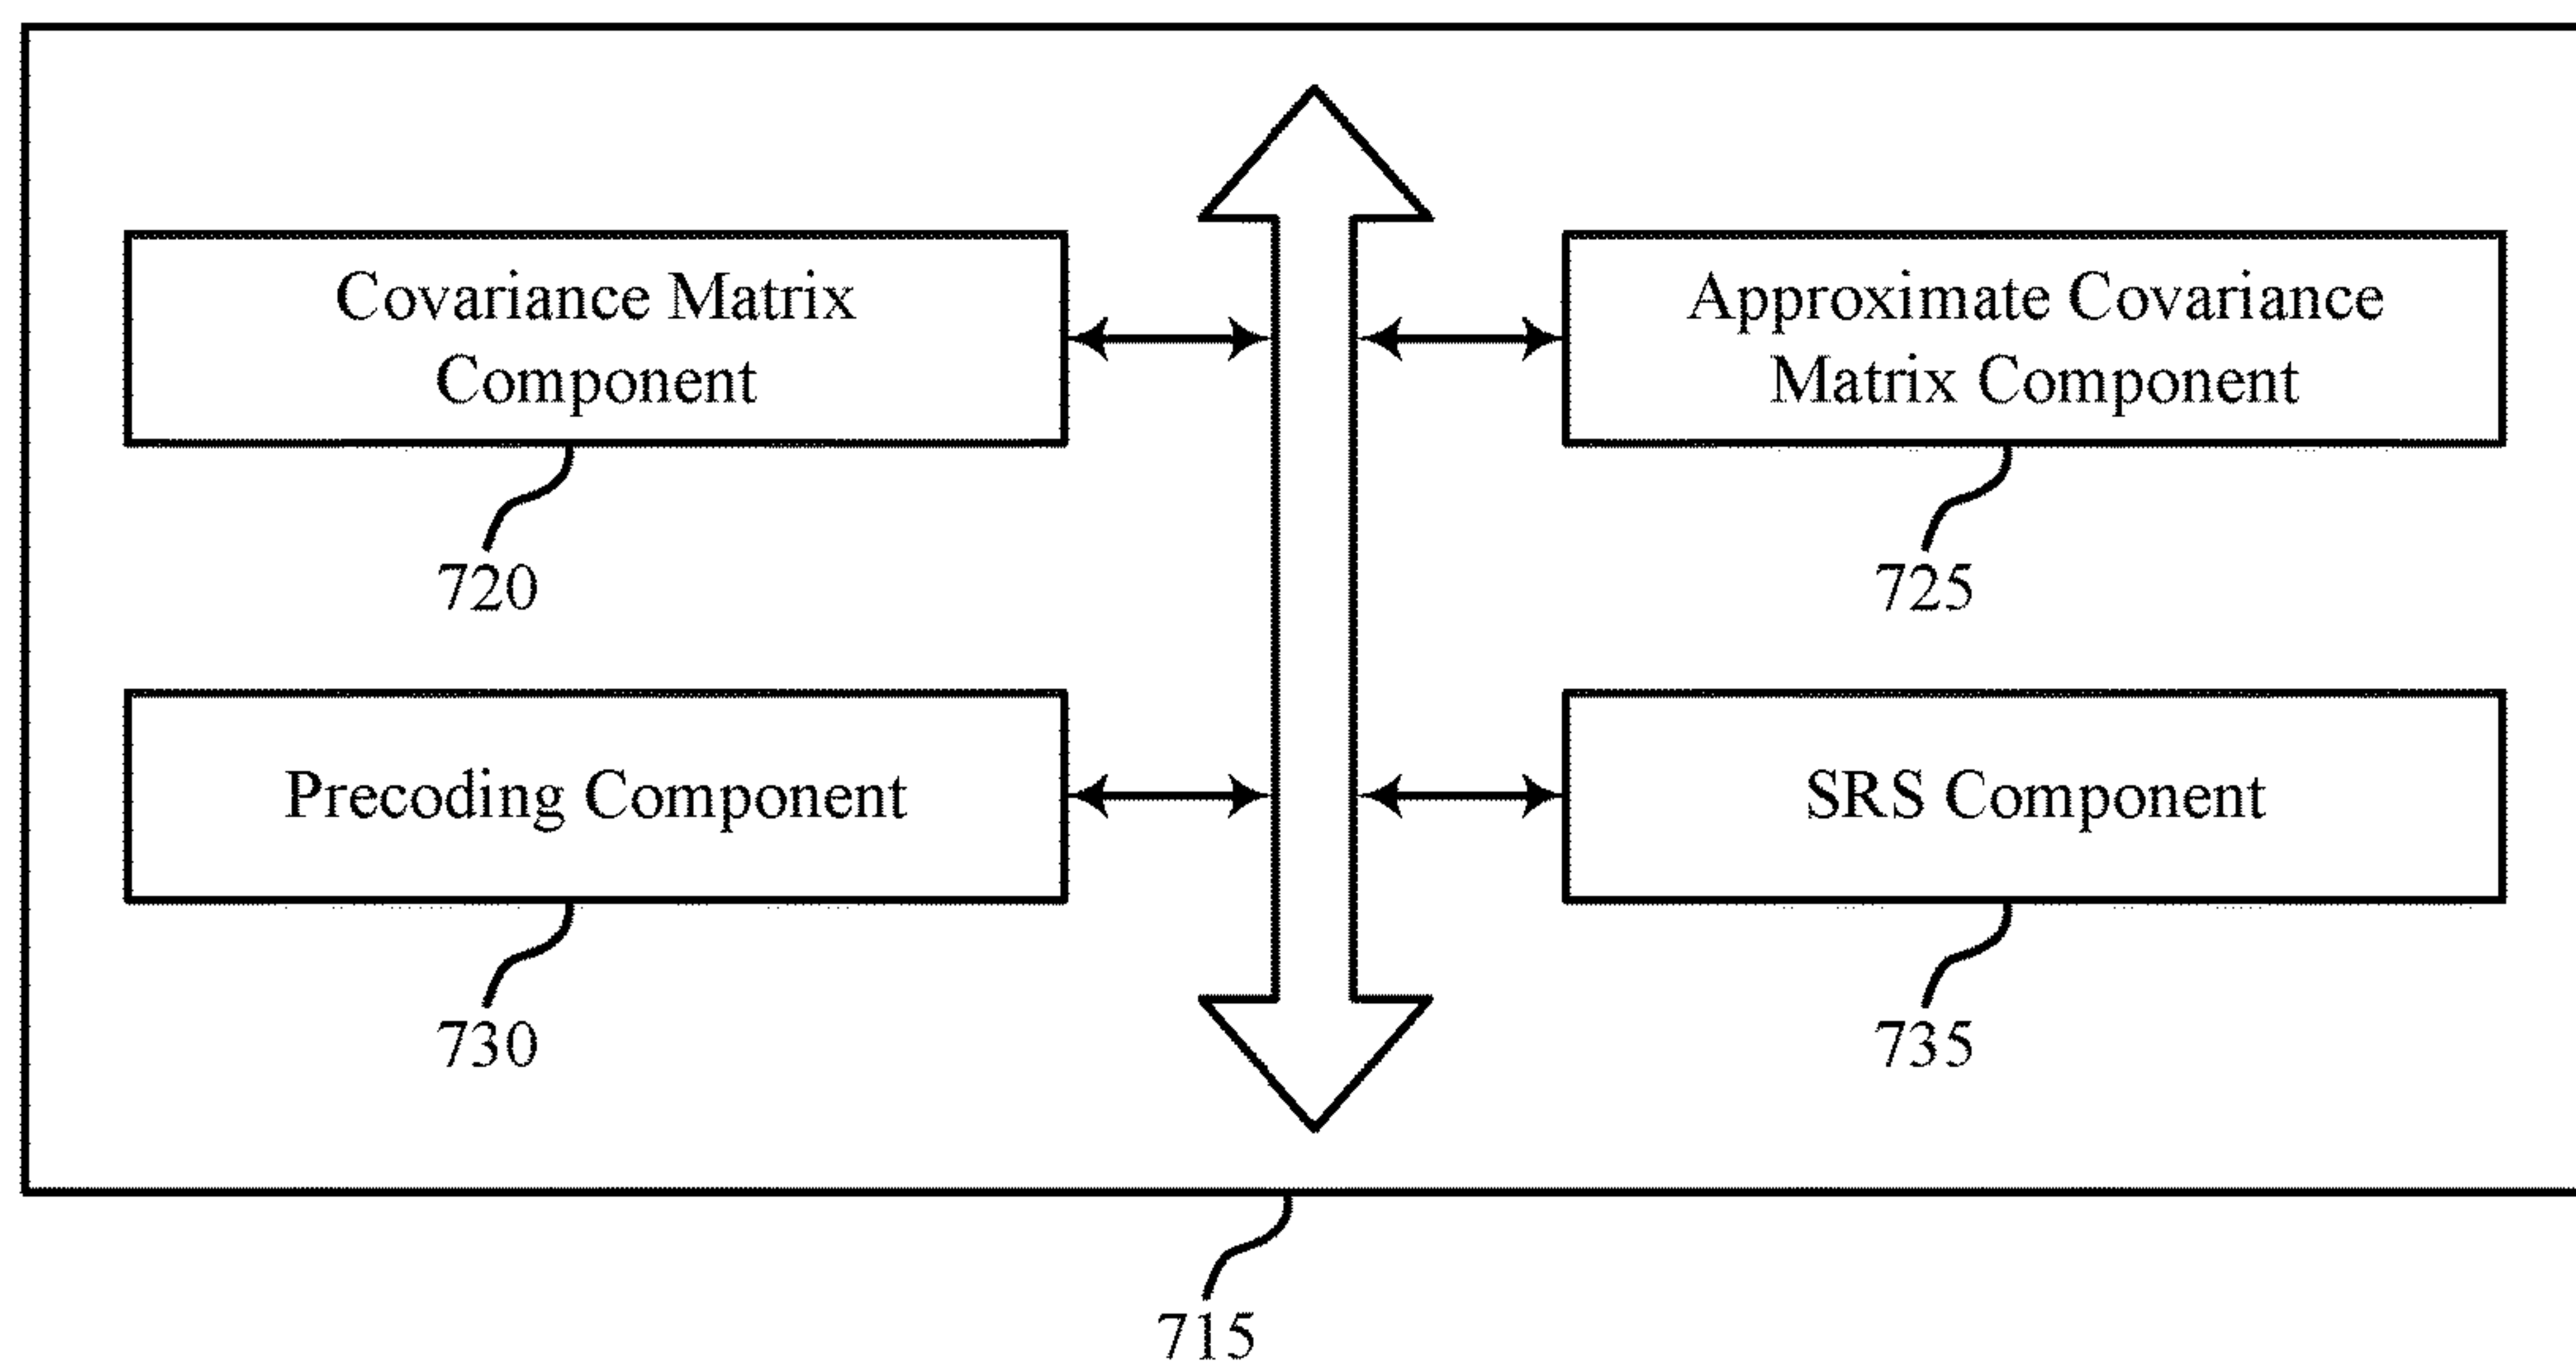 Covariance Matrix
Component
720
Approximate Covariance
Matrix Component
725
Precoding Component
730
SRS Component
735
715